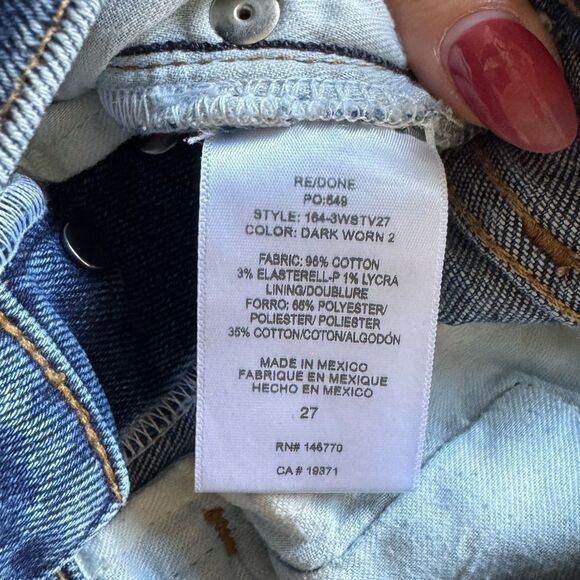 RE/DONE
PO:649
STYLE: 164-3WSTV27
COLOR: DARK WORN 2
FABRIC: 96% COTTON
3% ELASTERELL-P 1% LYCRA
LINING/DOUBLURE
FORRO: 65% POLYESTER/
POLIESTER/ POLIESTER
35% COTTON/COTON/ALGODÓN
MADE IN MEXICO
FABRIQUE EN MEXIQUE
HECHO EN MEXICO
27
RN# 146770
CA# 19371